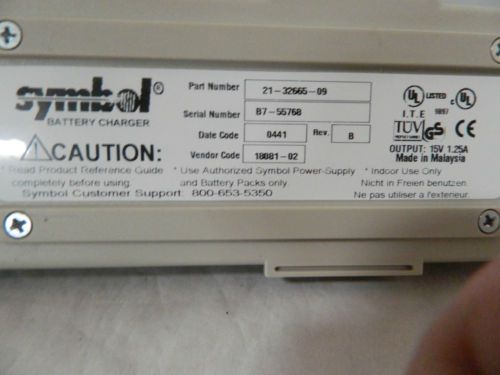 symbol®
BATTERY CHARGER
Part Number 21-32665-09
Serial Number B7-55768
Date Code 0441 Rev. B
Vendor Code 18081-02
UL LISTED c UL
I.T.E 9897
TÜV GS CE
OUTPUT: 15V 1.25A
Made in Malaysia
CAUTION:
* Read Product Reference Guide completely before using.
* Use Authorized Symbol Power-Supply and Battery Packs only
* Indoor Use Only
Nicht in Freien benutzen
Ne pas utiliser a l'exterieur.
Symbol Customer Support: 800-653-5350